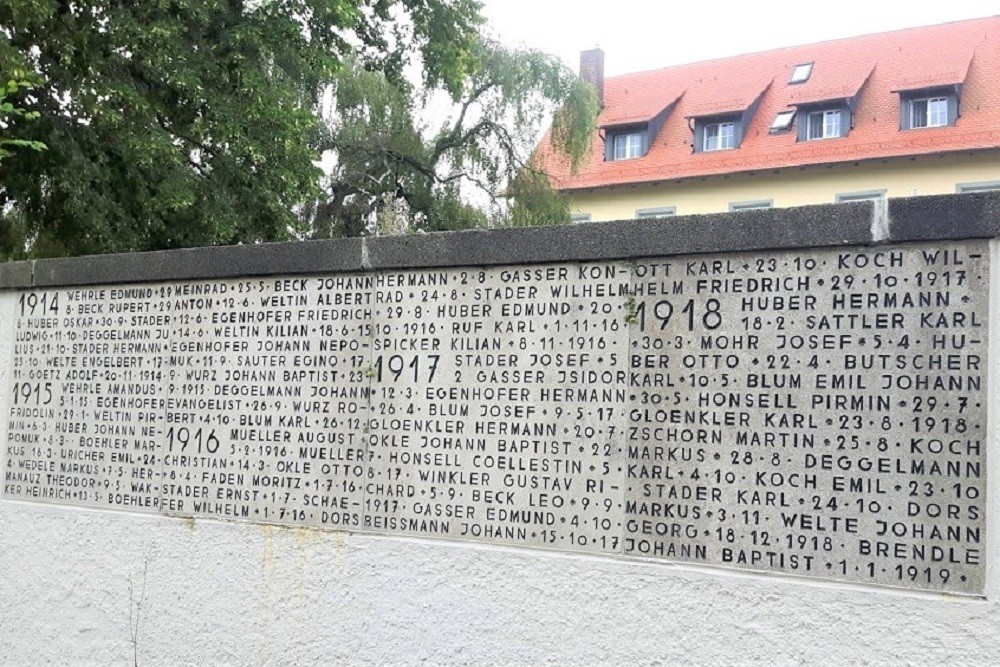 1914 WEHRLE EDMUND · 29
8 · BECK RUPERT · 29
8 · HUBER OSKAR · 30 · 9 · STADER
LUDWIG · 11 · 10 · DEGGELMANN JU
LIUS · 21 · 10 · STADER HERMANN
25 · 10 · WELTE ENGELBERT 17
11 · GOETZ ADOLF · 20 · 11 · 1914
1915 WEHRLE AMANDUS
5 · 1 · 15 · EGENHOFER
FRIDOLIN · 29 · 1 · WELTIN PIR-
MIN · 6 · 3 · HUBER JOHANN NE-
POMUK · 8 · 3 · BOEHLER MAR-
KUS 16 · 3 · URICHER EMIL · 24
4 · WEDELE MARKUS · 7 · 5 · HER-
MANAUZ THEODOR · 9 · 5 · WAK-
KER HEINRICH · 13 · 5 · BOEHLER
MEINRAD · 25 · 5 · BECK JOHANN
ANTON · 12 · 6 · WELTIN ALBERT
12 · 6 · EGENHOFER FRIEDRICH
14 · 6 · WELTIN KILIAN · 18 · 6 · 15
EGENHOFER JOHANN NEPO-
MUK · 11 · 9 · SAUTER EGINO · 17
9 · WURZ JOHANN BAPTIST · 23
9 · 1915 · DEGGELMANN JOHANN
EVANGELIST · 26 · 9 · WURZ RO-
BERT · 4 · 10 · BLUM KARL · 26 · 12
1916 MUELLER AUGUST
5 · 2 · 1916 · MUELLER
CHRISTIAN · 14 · 3 · OKLE OTTO
8 · 4 · FADEN MORITZ · 1 · 7 · 16
STADER ERNST · 1 · 7 · SCHAE-
FER WILHELM · 1 · 7 · 16 DORS
HERMANN · 2 · 8 · GASSER KON-
RAD · 24 · 8 · STADER WILHELM
29 · 8 · HUBER EDMUND · 20
10 · 1916 · RUF KARL · 1 · 11 · 16
SPICKER KILIAN · 8 · 11 · 1916 ·
1917 STADER JOSEF · 5
2 GASSER ISIDOR
12 · 3 · EGENHOFER HERMANN
26 · 4 · BLUM JOSEF · 9 · 5 · 17
GLOENKLER HERMANN · 20 · 7
OKLE JOHANN BAPTIST · 22
7 · HONSELL COELLESTIN · 5
8 · 17 · WINKLER GUSTAV RI-
CHARD · 5 · 9 · BECK LEO · 9 · 9
1917 · GASSER EDMUND · 4 · 10
BEISSMANN JOHANN · 15 · 10 · 17
OTT KARL · 23 · 10 · KOCH WIL-
HELM FRIEDRICH · 29 · 10 · 1917
1918 HUBER HERMANN ·
18 · 2 · SATTLER KARL
30 · 3 · MOHR JOSEF · 5 · 4 · HU-
BER OTTO · 22 · 4 · BUTSCHER
KARL · 10 · 5 · BLUM EMIL JOHANN
30 · 5 · HONSELL PIRMIN · 29 · 7 ·
GLOENKLER KARL · 23 · 8 · 1918 ·
ZSCHORN MARTIN · 25 · 8 · KOCH
MARKUS · 28 · 8 · DEGGELMANN
KARL · 4 · 10 · KOCH EMIL · 23 · 10
STADER KARL · 24 · 10 · DORS
MARKUS · 3 · 11 · WELTE JOHANN
GEORG · 18 · 12 · 1918 · BRENDLE
JOHANN BAPTIST · 1 · 1 · 1919 ·